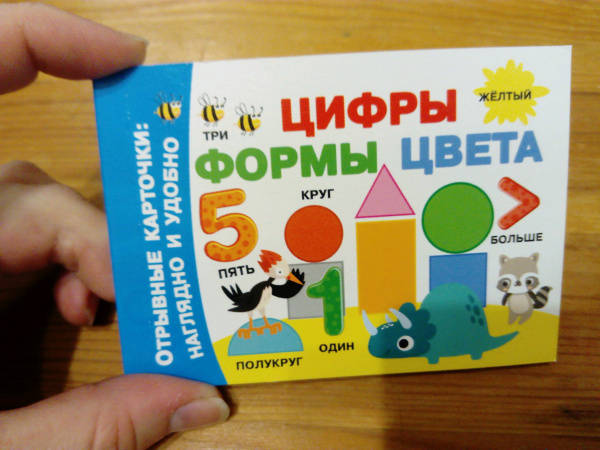 ОТРЫВНЫЕ КАРТОЧКИ:
НАГЛЯДНО И УДОБНО
ТРИ
ЦИФРЫ
ЖЁЛТЫЙ
ФОРМЫ ЦВЕТА
5
ПЯТЬ
КРУГ
>
БОЛЬШЕ
1
ОДИН
ПОЛУКРУГ